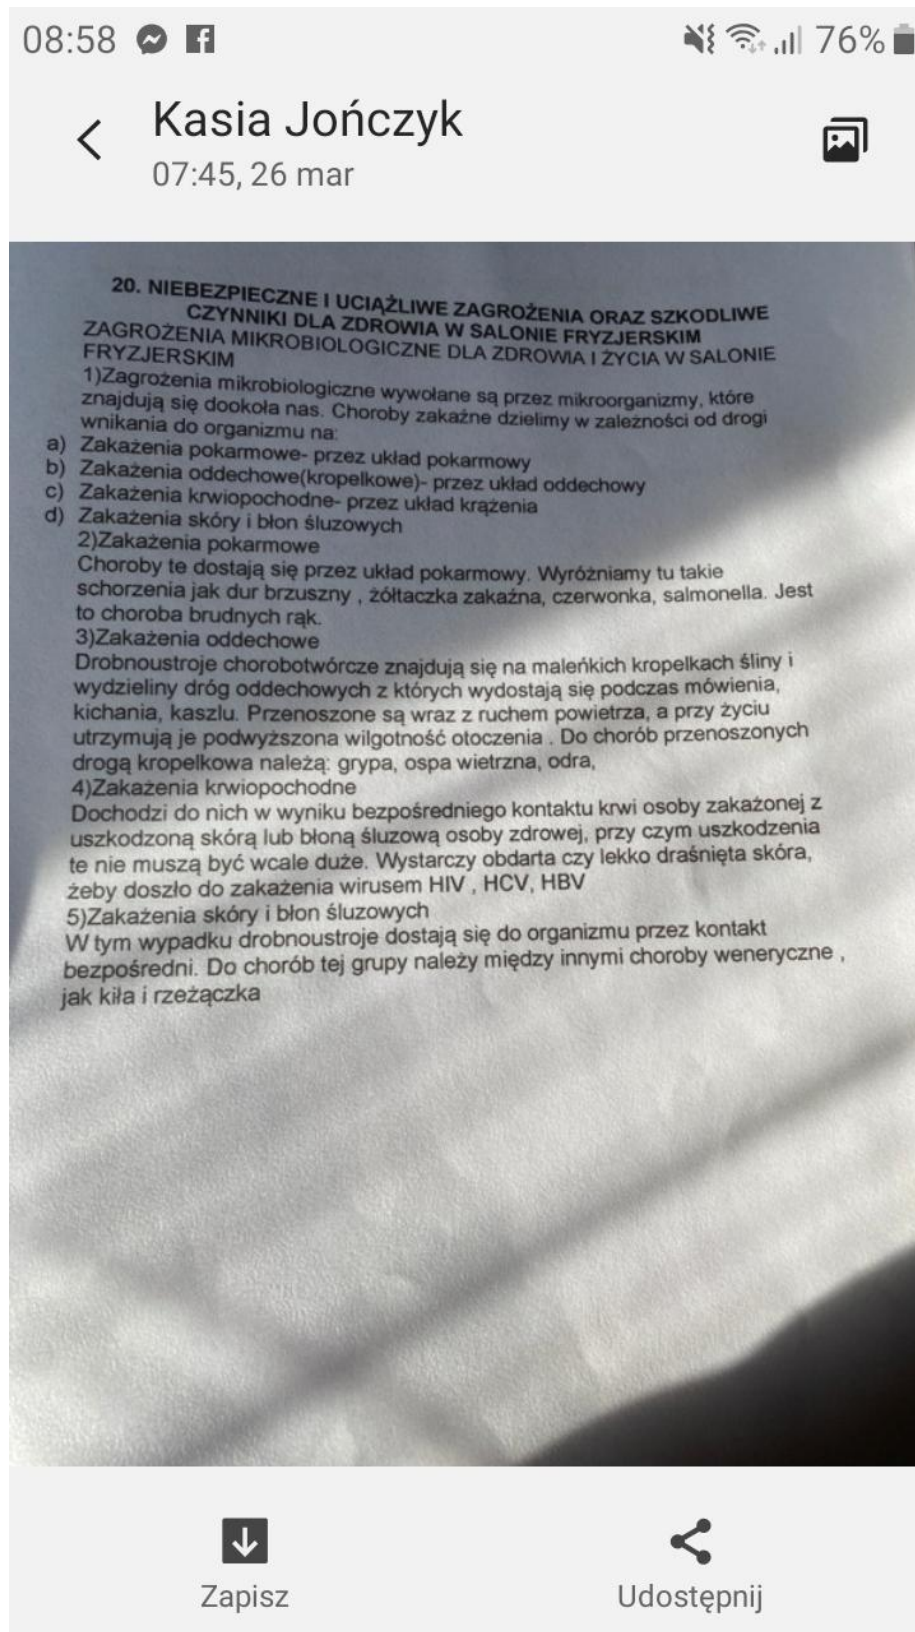 08:58 76%
Kasia Jończyk
07:45, 26 mar
20. NIEBEZPIECZNE I UCIĄŻLIWE ZAGROŻENIA ORAZ SZKODLIWE
CZYNNIKI DLA ZDROWIA W SALONIE FRYZJERSKIM
ZAGROŻENIA MIKROBIOLOGICZNE DLA ZDROWIA I ŻYCIA W SALONIE
FRYZJERSKIM
1)Zagrożenia mikrobiologiczne wywołane są przez mikroorganizmy, które
znajdują się dookoła nas. Choroby zakaźne dzielimy w zależności od drogi
wnikania do organizmu na:
a) Zakażenia pokarmowe- przez układ pokarmowy
b) Zakażenia oddechowe(kropelkowe)- przez układ oddechowy
c) Zakażenia krwiopochodne- przez układ krążenia
d) Zakażenia skóry i błon śluzowych
2)Zakażenia pokarmowe
Choroby te dostają się przez układ pokarmowy. Wyróżniamy tu takie
schorzenia jak dur brzuszny , żółtaczka zakaźna, czerwonka, salmonella. Jest
to choroba brudnych rąk.
3)Zakażenia oddechowe
Drobnoustroje chorobotwórcze znajdują się na maleńkich kropelkach śliny i
wydzieliny dróg oddechowych z których wydostają się podczas mówienia,
kichania, kaszlu. Przenoszone są wraz z ruchem powietrza, a przy życiu
utrzymują je podwyższona wilgotność otoczenia . Do chorób przenoszonych
drogą kropelkowa należą: grypa, ospa wietrzna, odra,
4)Zakażenia krwiopochodne
Dochodzi do nich w wyniku bezpośredniego kontaktu krwi osoby zakażonej z
uszkodzoną skórą lub błoną śluzową osoby zdrowej, przy czym uszkodzenia
te nie muszą być wcale duże. Wystarczy obdarta czy lekko draśnięta skóra,
żeby doszło do zakażenia wirusem HIV , HCV, HBV
5)Zakażenia skóry i błon śluzowych
W tym wypadku drobnoustroje dostają się do organizmu przez kontakt
bezpośredni. Do chorób tej grupy należy między innymi choroby weneryczne ,
jak kiła i rzeżączka
Zapisz
Udostępnij